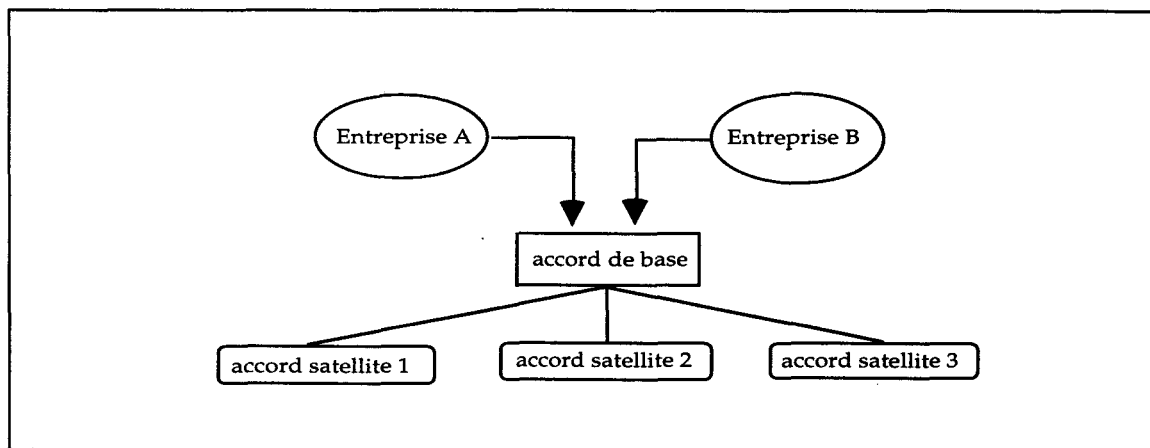 Entreprise A
Entreprise B
accord de base
accord satellite 1
accord satellite 2
accord satellite 3